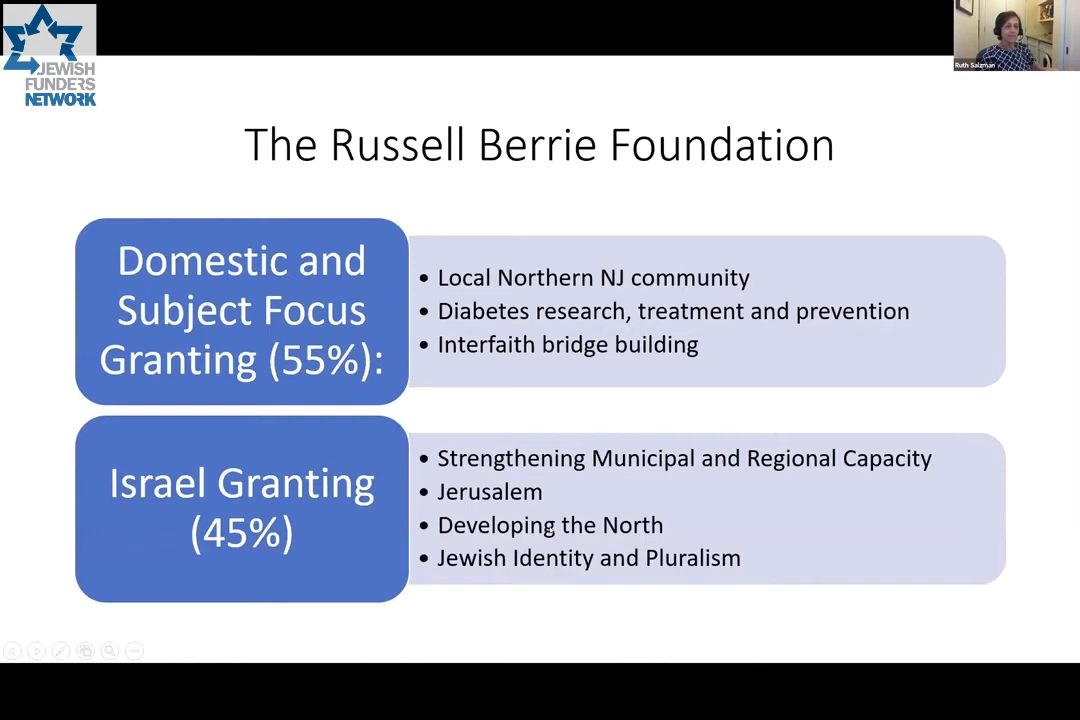 JEWISH
FUNDERS
NETWORK
Ruth Salzman
The Russell Berrie Foundation
Domestic and
Subject Focus
Granting (55%):
• Local Northern NJ community
• Diabetes research, treatment and prevention
• Interfaith bridge building
Israel Granting
(45%)
• Strengthening Municipal and Regional Capacity
• Jerusalem
• Developing the North
• Jewish Identity and Pluralism